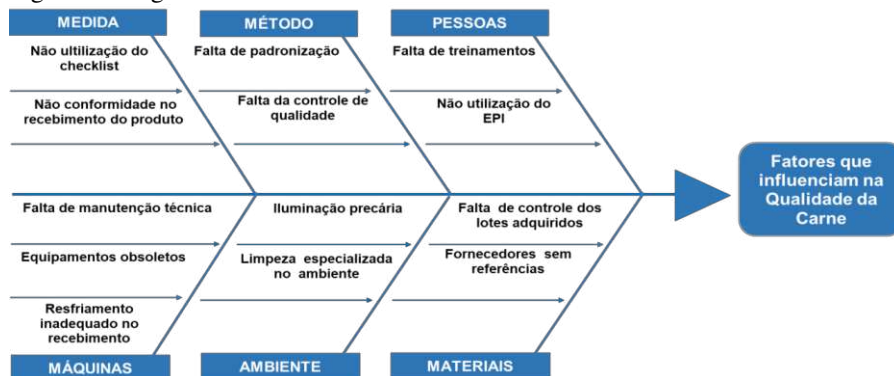 MEDIDA
MÉTODO
PESSOAS
Não ultilização do
checklist
Falta de padronização
Falta de treinamentos
Não conformidade no
recebimento do produto
Falta da controle de
qualidade
Não utilização do
EPI
Fatores que
influenciam na
Qualidade da
Carne
Falta de manutenção técnica
Iluminação precária
Falta de controle dos
lotes adquiridos
Equipamentos obsoletos
Limpeza especializada
no ambiente
Fornecedores sem
referências
Resfriamento
inadequado no
recebimento
MÁQUINAS
AMBIENTE
MATERIAIS